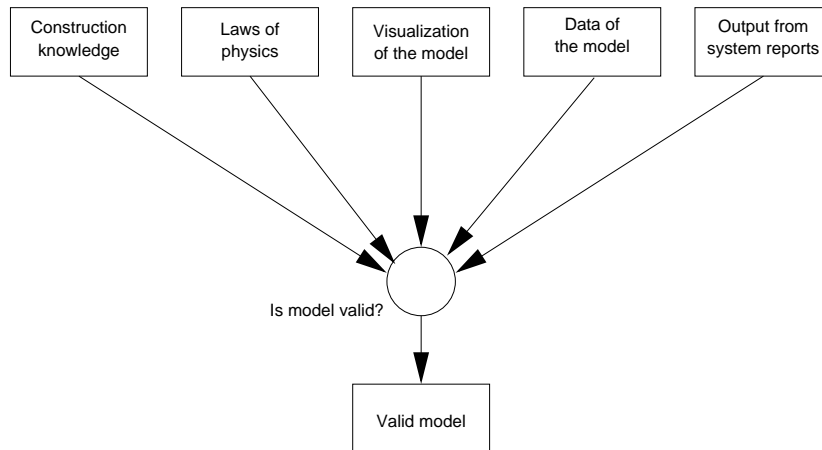 Construction
knowledge
Laws of
physics
Visualization
of the model
Data of
the model
Output from
system reports
Is model valid?
Valid model